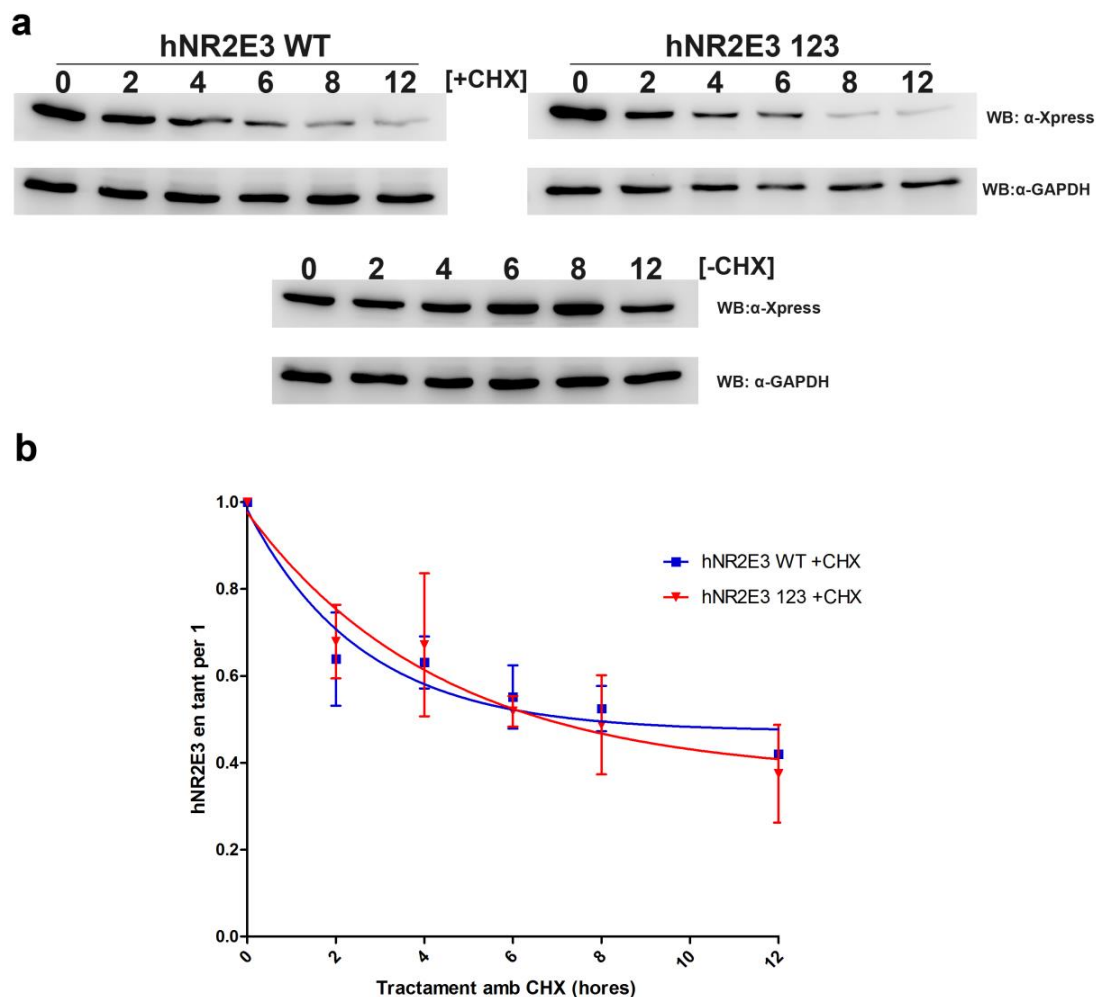 a
hNR2E3 WT
hNR2E3 123
0 2 4 6 8 12 [+CHX] 0 2 4 6 8 12
WB: α-Xpress
WB:α-GAPDH
0 2 4 6 8 12 [-CHX]
WB:α-Xpress
WB: α-GAPDH
b
1.0
0.8
0.6
0.4
0.2
0.0
hNR2E3 en tant per 1
hNR2E3 WT +CHX
hNR2E3 123 +CHX
0 2 4 6 8 10 12
Tractament amb CHX (hores)